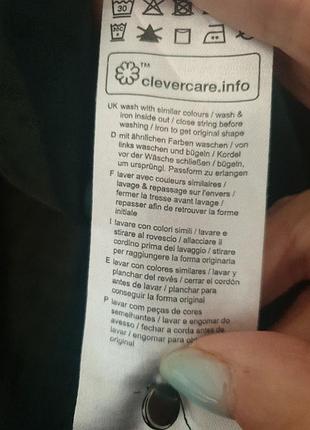 30
™
clevercare.info
UK wash with similar colours / wash &
iron inside out / close string before
washing / iron to get original shape
D mit ähnlichen Farben waschen / von
links waschen und bügeln / Kordel
vor der Wäsche schließen / bügeln,
um ursprüngl. Passform zu erlangen
F laver avec couleurs similaires /
lavage & repassage sur l'envers /
fermer la tresse avant lavage /
repasser afin de retrouver la forme
initiale
I lavare con colori simili / lavare e
stirare al rovescio / allacciare il
cordino prima del lavaggio / stirare
per raggiungere la forma originaria
E lavar con colores similares / lavar y
planchar del revés / cerrar el cordón
antes de lavar / planchar para
conseguir la forma original
P lavar com peças de cores
semelhantes / lavar e engomar do
avesso / fechar a corda antes de
lavar / engomar para
original